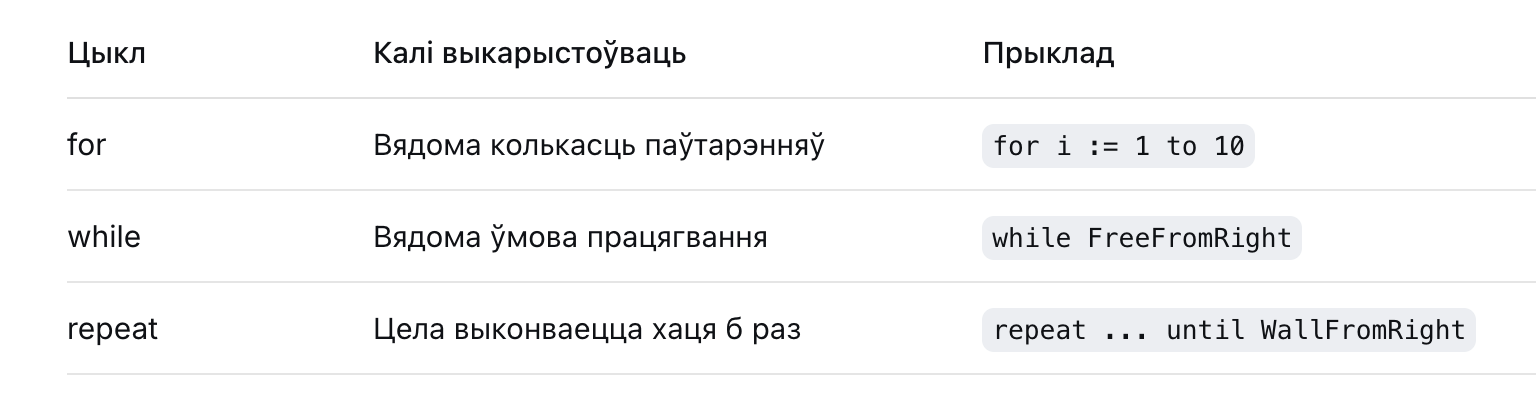 Цыкл Калі выкарыстоўваць Прыклад
for Вядома колькасць паўтарэнняў for i := 1 to 10
while Вядома ўмова працягвання while FreeFromRight
repeat Цела выконваецца хаця б раз repeat ... until WallFromRight